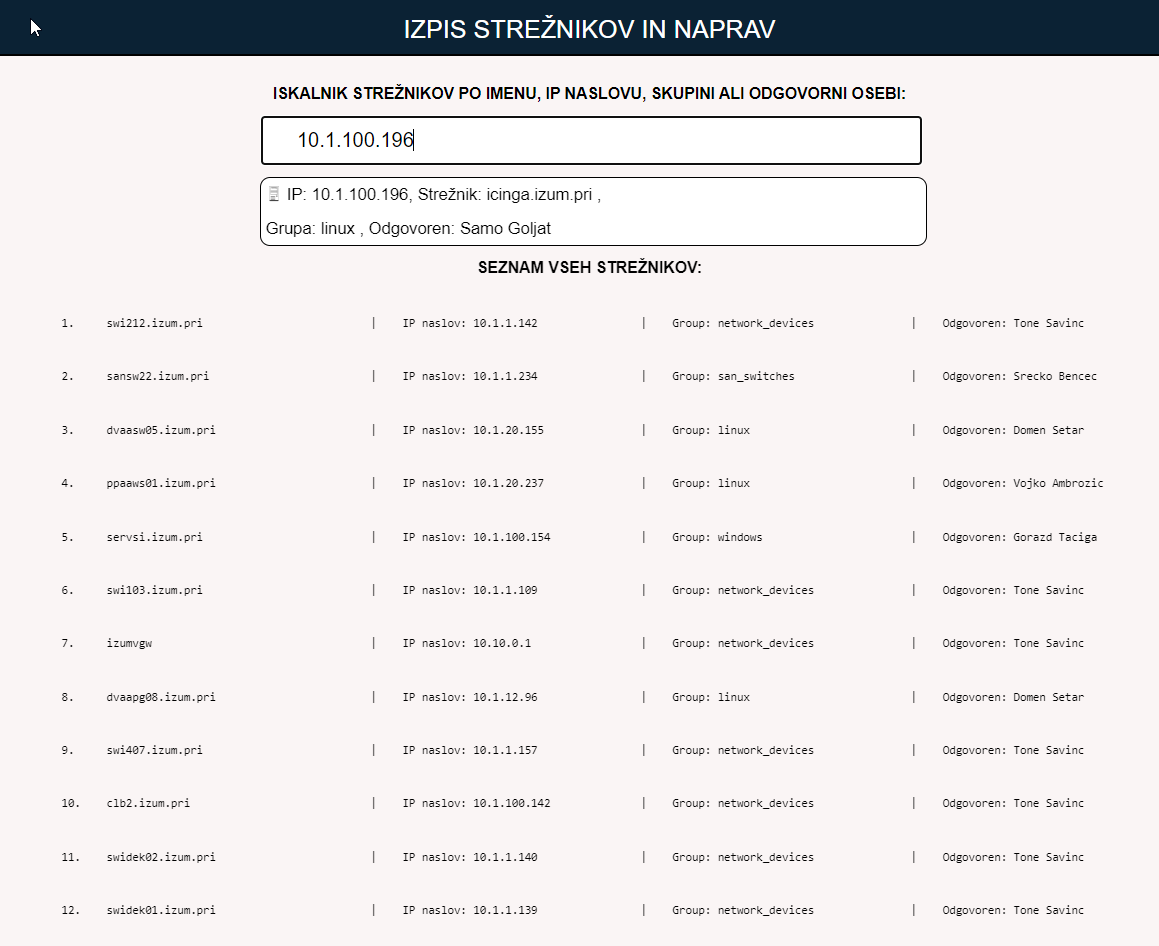 IZPIS STREŽNIKOV IN NAPRAV
ISKALNIK STREŽNIKOV PO IMENU, IP NASLOVU, SKUPINI ALI ODGOVORNI OSEBI:
10.1.100.196
IP: 10.1.100.196, Strežnik: icinga.izum.pri ,
Grupa: linux , Odgovoren: Samo Goljat
SEZNAM VSEH STREŽNIKOV:
1. swi212.izum.pri | IP naslov: 10.1.1.142 | Group: network_devices | Odgovoren: Tone Savinc
2. sansw22.izum.pri | IP naslov: 10.1.1.234 | Group: san_switches | Odgovoren: Srecko Bencec
3. dvaasw05.izum.pri | IP naslov: 10.1.20.155 | Group: linux | Odgovoren: Domen Setar
4. ppaaws01.izum.pri | IP naslov: 10.1.20.237 | Group: linux | Odgovoren: Vojko Ambrozic
5. servsi.izum.pri | IP naslov: 10.1.100.154 | Group: windows | Odgovoren: Gorazd Taciga
6. swi103.izum.pri | IP naslov: 10.1.1.109 | Group: network_devices | Odgovoren: Tone Savinc
7. izumvgw | IP naslov: 10.10.0.1 | Group: network_devices | Odgovoren: Tone Savinc
8. dvaapg08.izum.pri | IP naslov: 10.1.12.96 | Group: linux | Odgovoren: Domen Setar
9. swi407.izum.pri | IP naslov: 10.1.1.157 | Group: network_devices | Odgovoren: Tone Savinc
10. clb2.izum.pri | IP naslov: 10.1.100.142 | Group: network_devices | Odgovoren: Tone Savinc
11. swidek02.izum.pri | IP naslov: 10.1.1.140 | Group: network_devices | Odgovoren: Tone Savinc
12. swidek01.izum.pri | IP naslov: 10.1.1.139 | Group: network_devices | Odgovoren: Tone Savinc